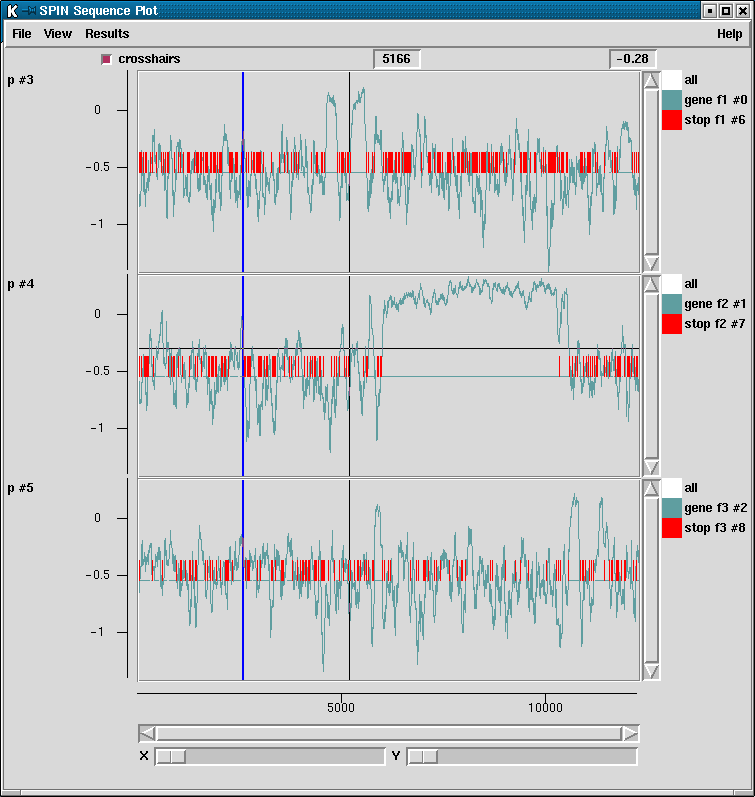 K SPIN Sequence Plot
File View Results Help
crosshairs 5166 -0.28
p #3
0
-0.5
-1
all
gene f1 #0
stop f1 #6
p #4
0
-0.5
-1
all
gene f2 #1
stop f2 #7
p #5
0
-0.5
-1
all
gene f3 #2
stop f3 #8
5000 10000
X Y